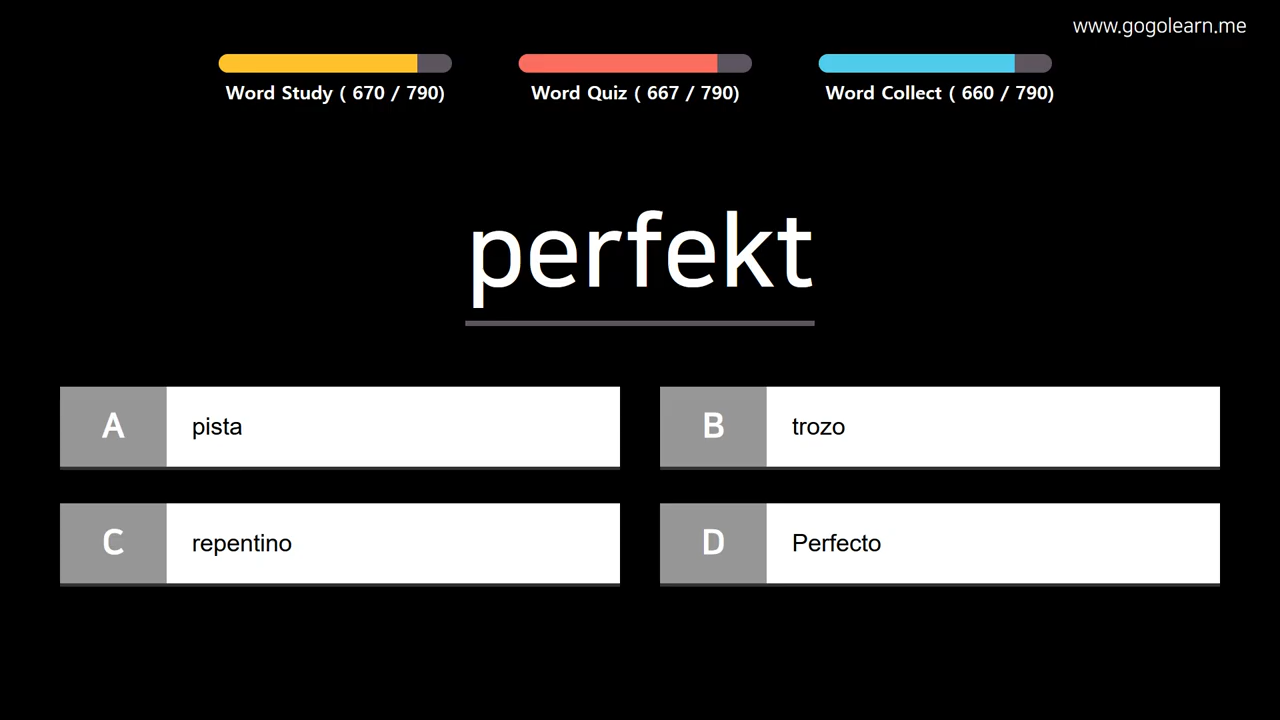 www.gogolearn.me
Word Study ( 670 / 790)
Word Quiz ( 667 / 790)
Word Collect ( 660 / 790)
perfekt
A pista
B trozo
C repentino
D Perfecto